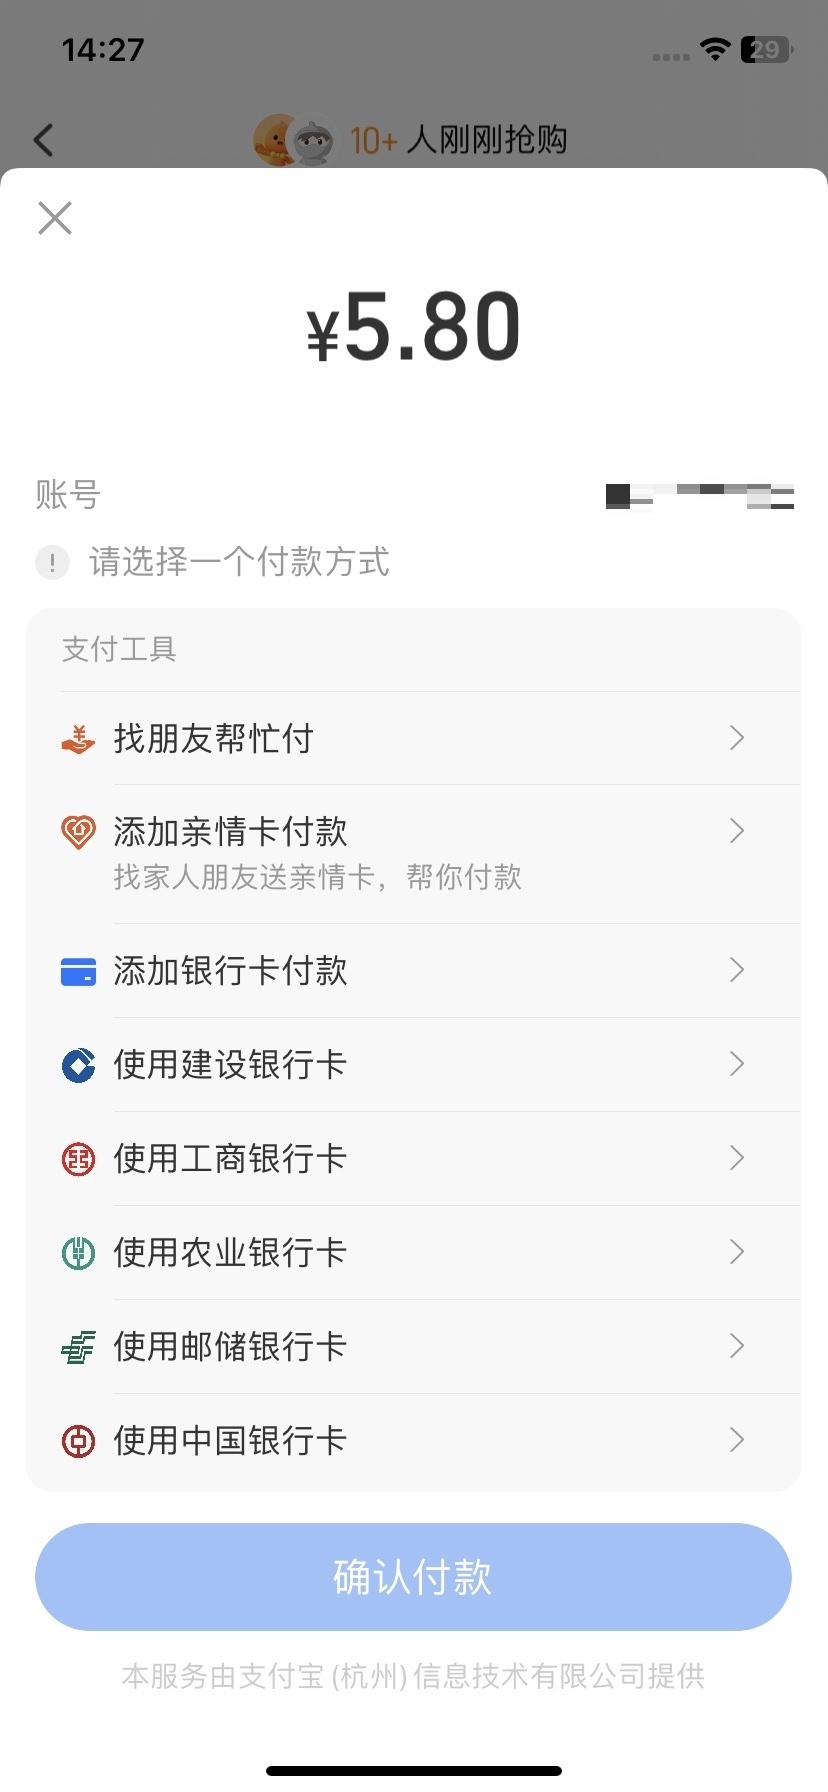 14:27
29
10+ 人刚刚抢购
¥5.80
账号
! 请选择一个付款方式
支付工具
找朋友帮忙付
添加亲情卡付款
找家人朋友送亲情卡，帮你付款
添加银行卡付款
使用建设银行卡
使用工商银行卡
使用农业银行卡
使用邮储银行卡
使用中国银行卡
确认付款
本服务由支付宝(杭州)信息技术有限公司提供